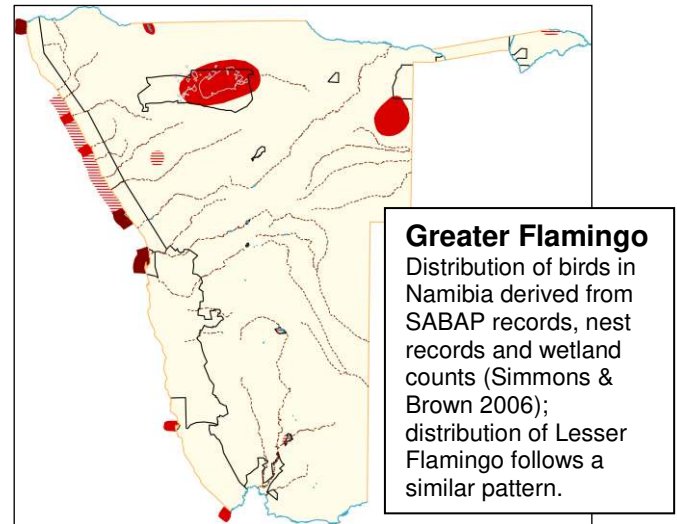 Greater Flamingo
Distribution of birds in
Namibia derived from
SABAP records, nest
records and wetland
counts (Simmons &
Brown 2006);
distribution of Lesser
Flamingo follows a
similar pattern.